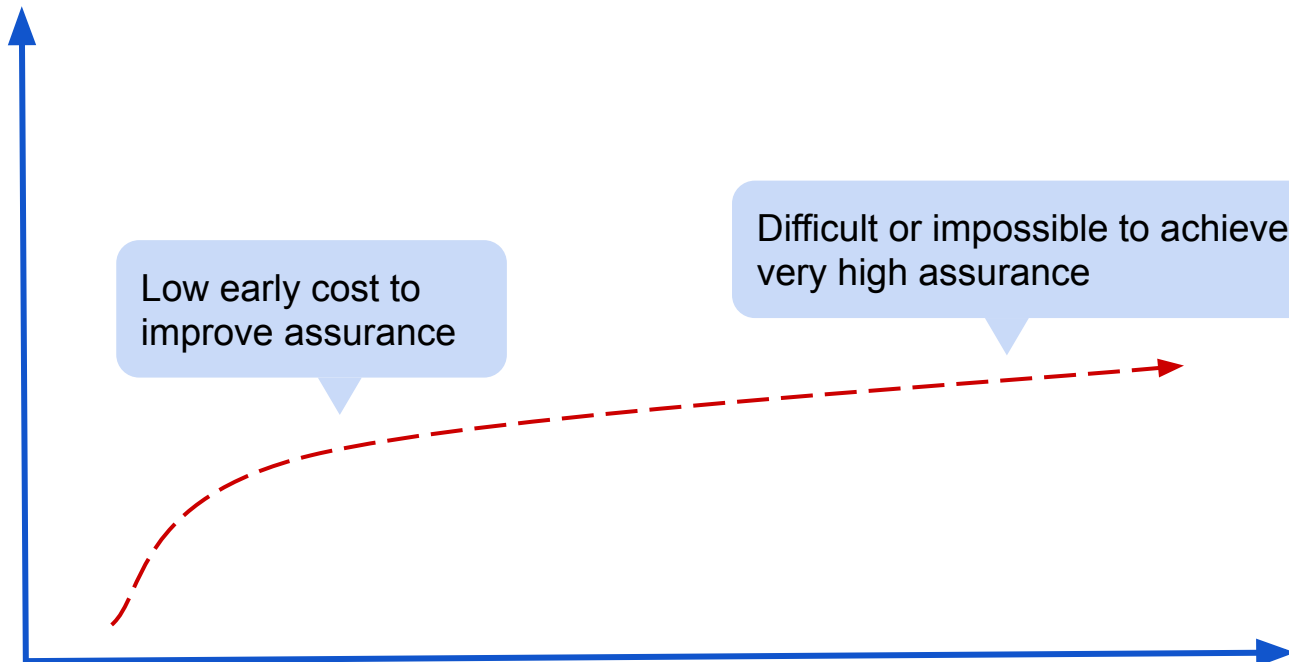 Difficult or impossible to achieve
very high assurance
Low early cost to
improve assurance